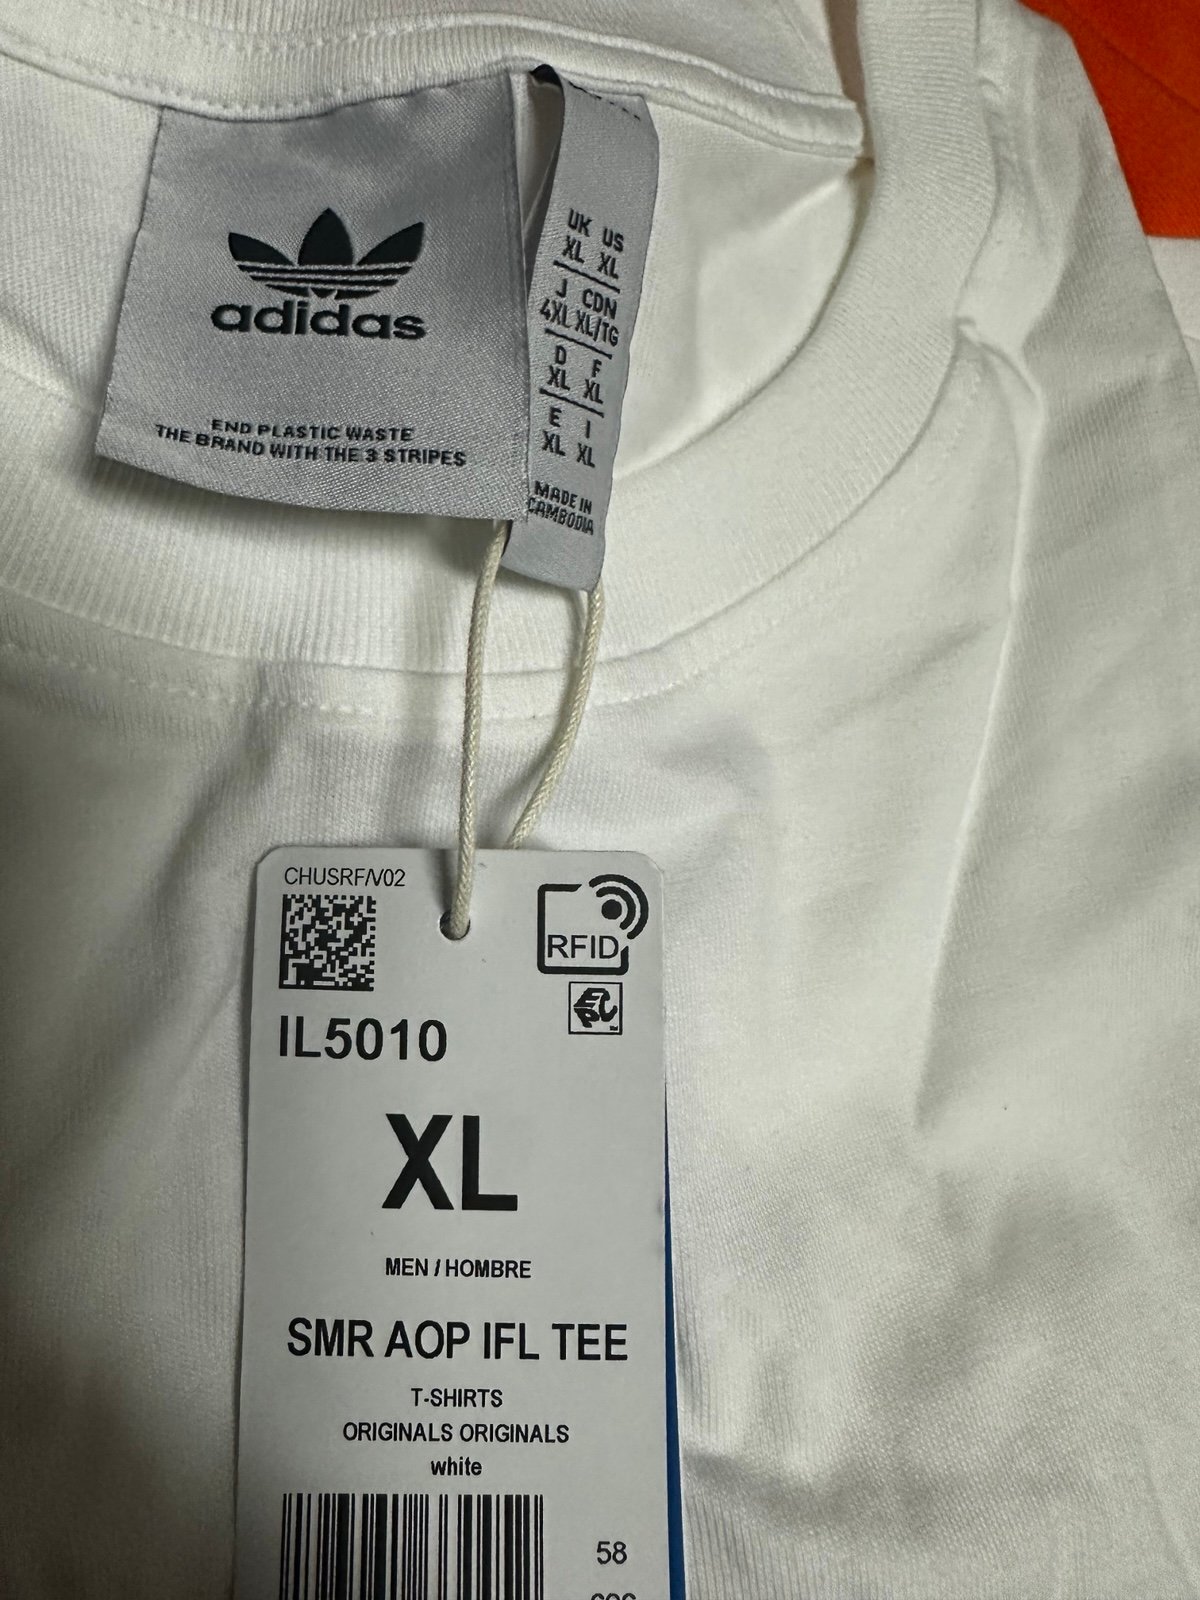 adidas
END PLASTIC WASTE
THE BRAND WITH THE 3 STRIPES
UK US
XL XL
J CDN
4XL XL/TG
D F
XL XL
E I
XL XL
MADE IN
CAMBODIA
CHUSRF/V02
RFID
IL5010
XL
MEN / HOMBRE
SMR AOP IFL TEE
T-SHIRTS
ORIGINALS ORIGINALS
white
58